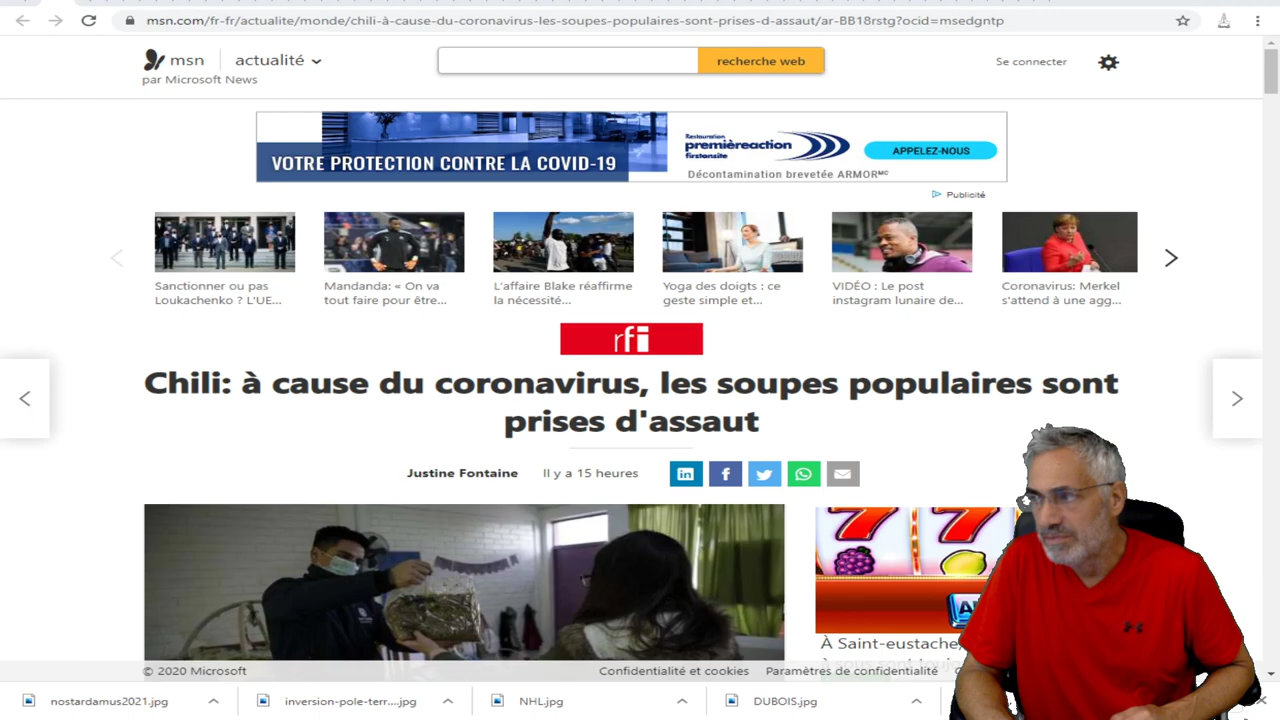 msn.com/fr-fr/actualite/monde/chili-à-cause-du-coronavirus-les-soupes-populaires-sont-prises-d-assaut/ar-BB18rstg?ocid=msedgntp
msn actualité
par Microsoft News
recherche web
Se connecter
VOTRE PROTECTION CONTRE LA COVID-19
Restauration
premièreaction
firstonsite
APPELEZ-NOUS
Décontamination brevetée ARMORMC
Publicité
Sanctionner ou pas
Loukachenko ? L'UE...
Mandanda: « On va
tout faire pour être...
L'affaire Blake réaffirme
la nécessité...
Yoga des doigts : ce
geste simple et...
VIDÉO : Le post
instagram lunaire de...
Coronavirus: Merkel
s'attend à une agg...
rfi
Chili: à cause du coronavirus, les soupes populaires sont
prises d'assaut
Justine Fontaine Il y a 15 heures
7 7
À Saint-eustache,
© 2020 Microsoft Confidentialité et cookies Paramètres de confidentialité
nostardamus2021.jpg inversion-pole-terr....jpg NHL.jpg DUBOIS.jpg